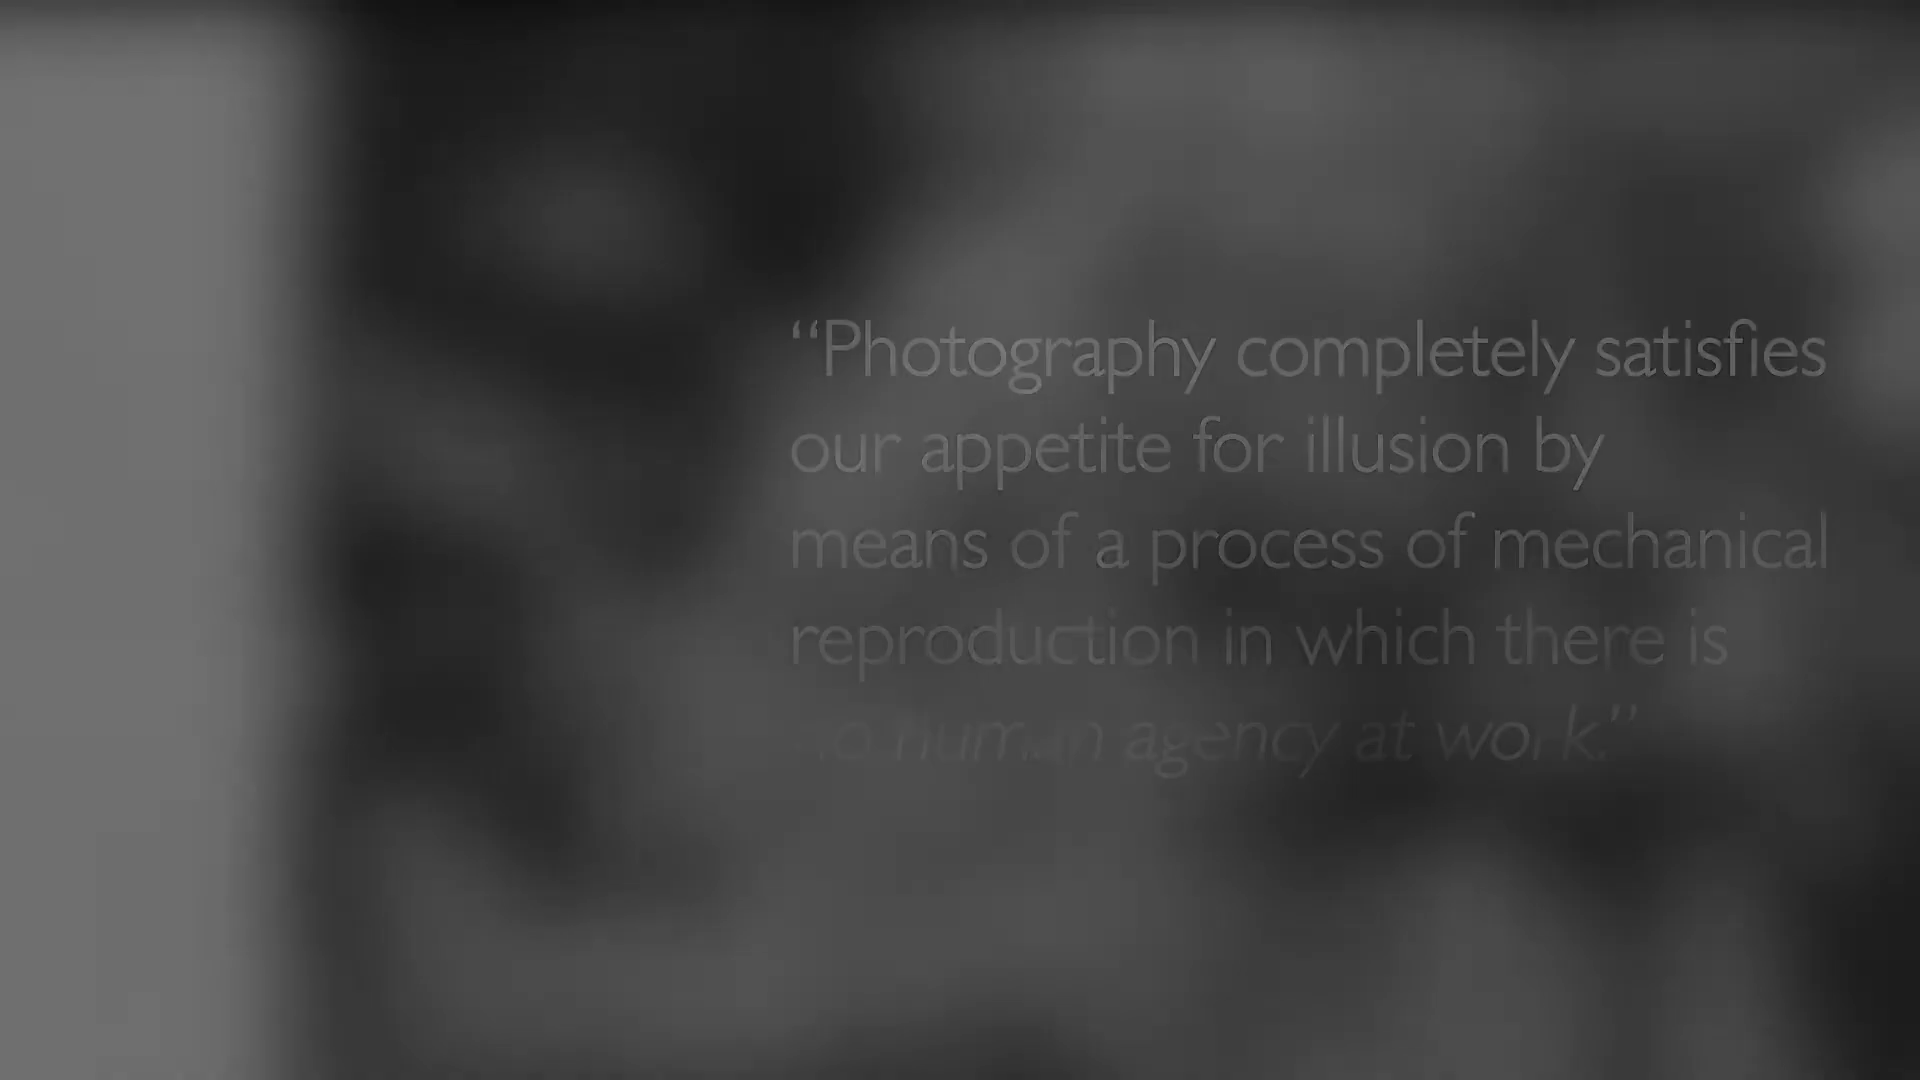 “Photography completely satisfies
our appetite for illusion by
means of a process of mechanical
reproduction in which there is
no human agency at work.”